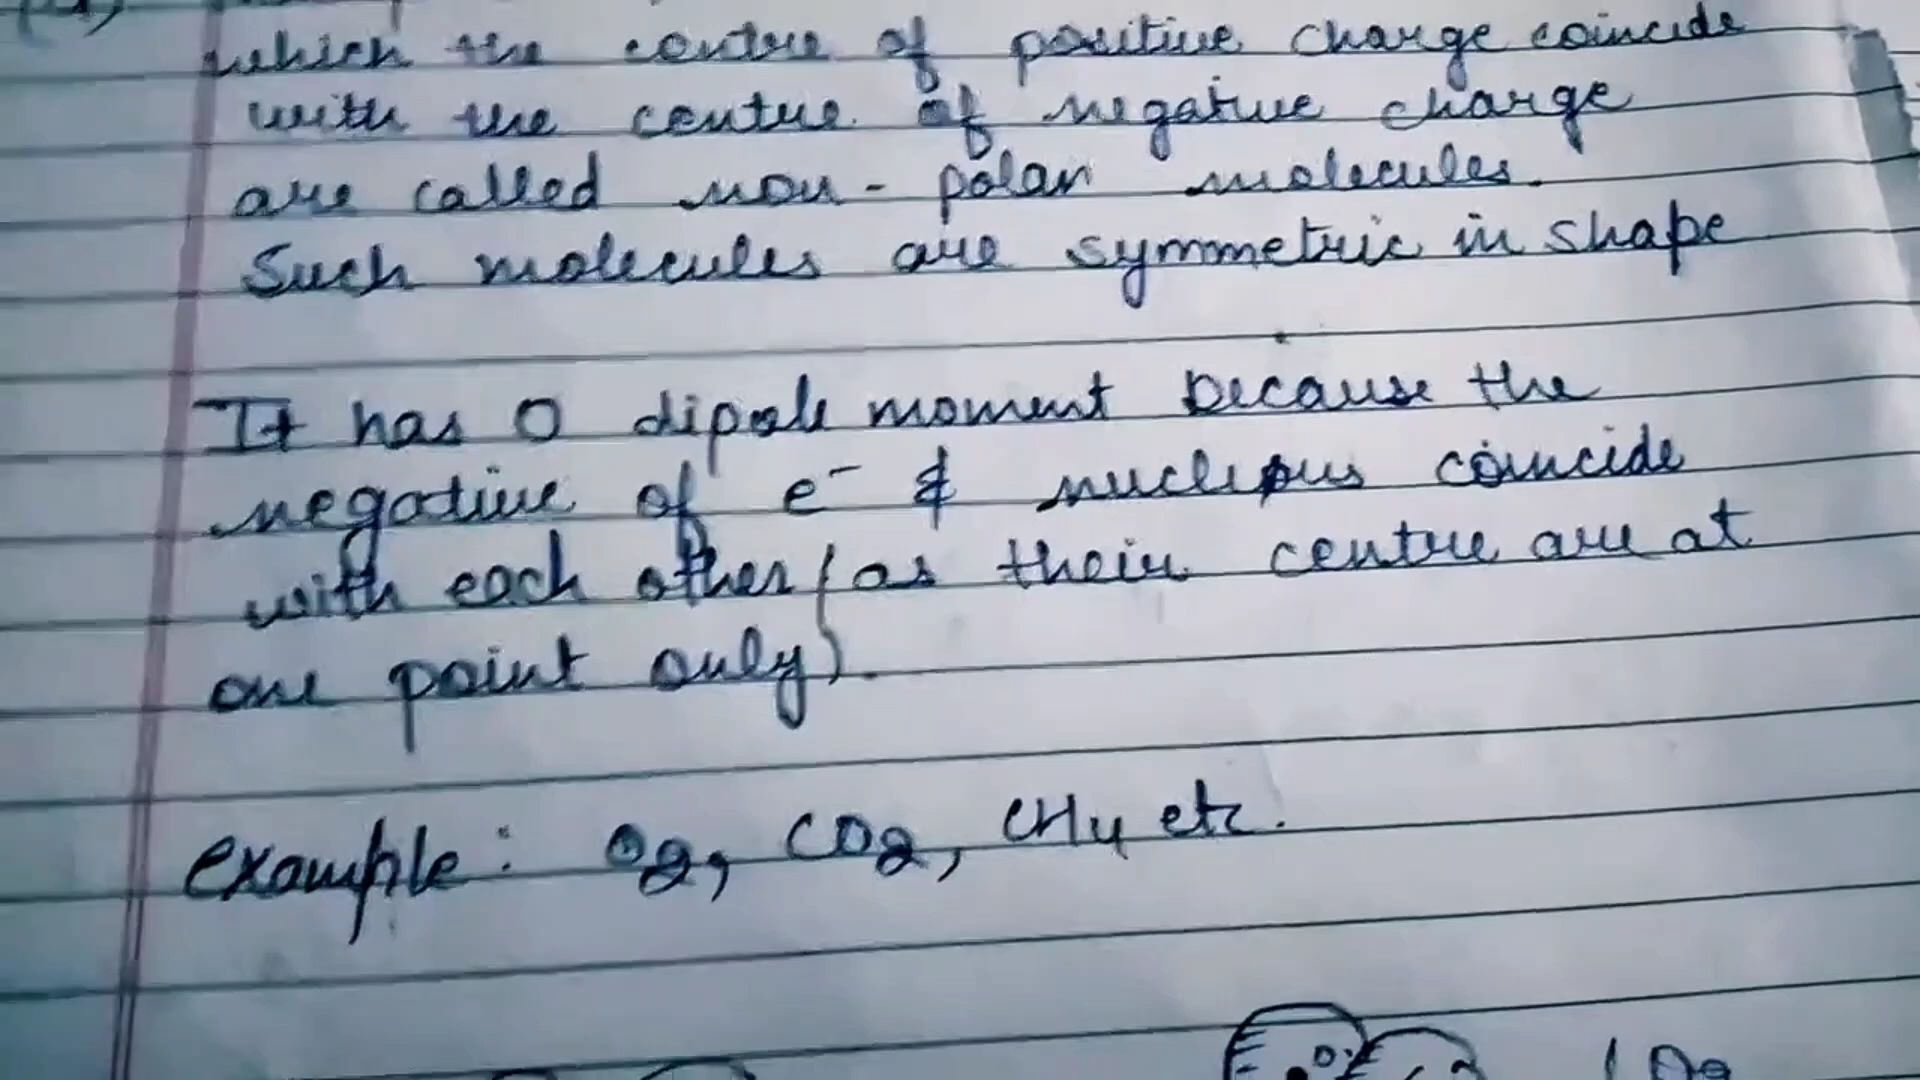 which the centre of positive charge coincide
with the centre of negative charge
are called non-polar molecules.
Such molecules are symmetric in shape
It has 0 dipole moment because the
negative of e⁻ & nucleus coincide
with each other (as their centre are at
one point only).
example: O₂, CO₂, CH₄ etc.
O₂